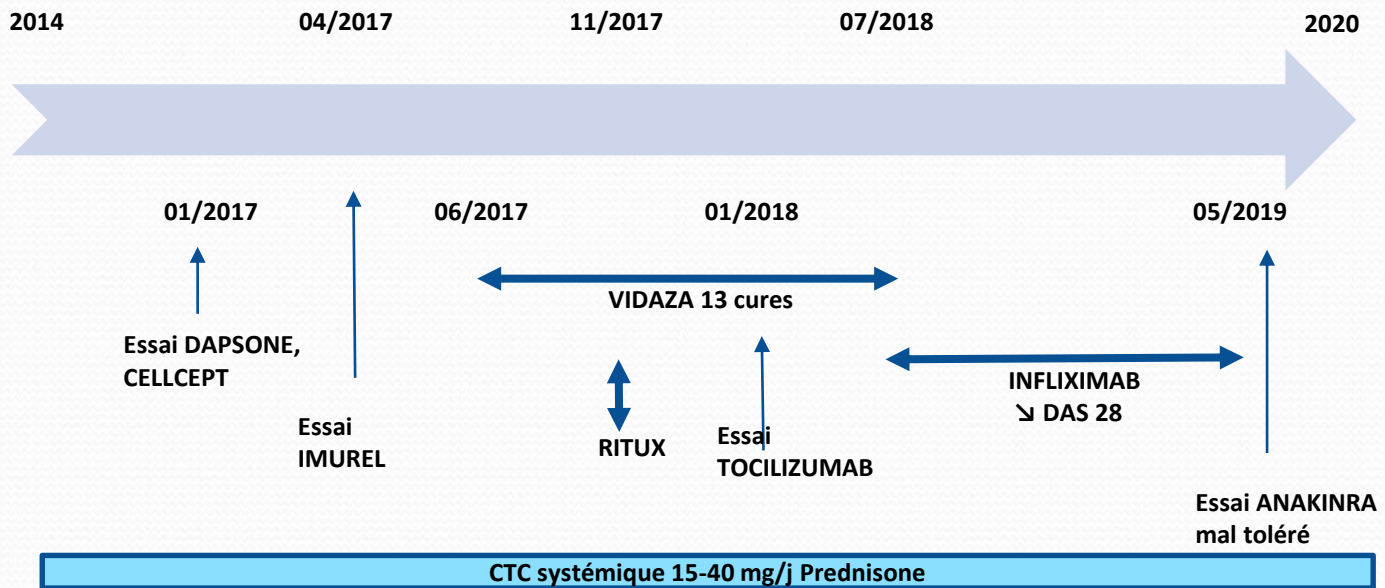 2014
04/2017
11/2017
07/2018
2020
01/2017
06/2017
01/2018
05/2019
VIDAZA 13 cures
Essai DAPSONE,
CELLCEPT
INFLIXIMAB
↘ DAS 28
Essai
IMUREL
RITUX
Essai
TOCILIZUMAB
Essai ANAKINRA
mal toléré
CTC systémique 15-40 mg/j Prednisone